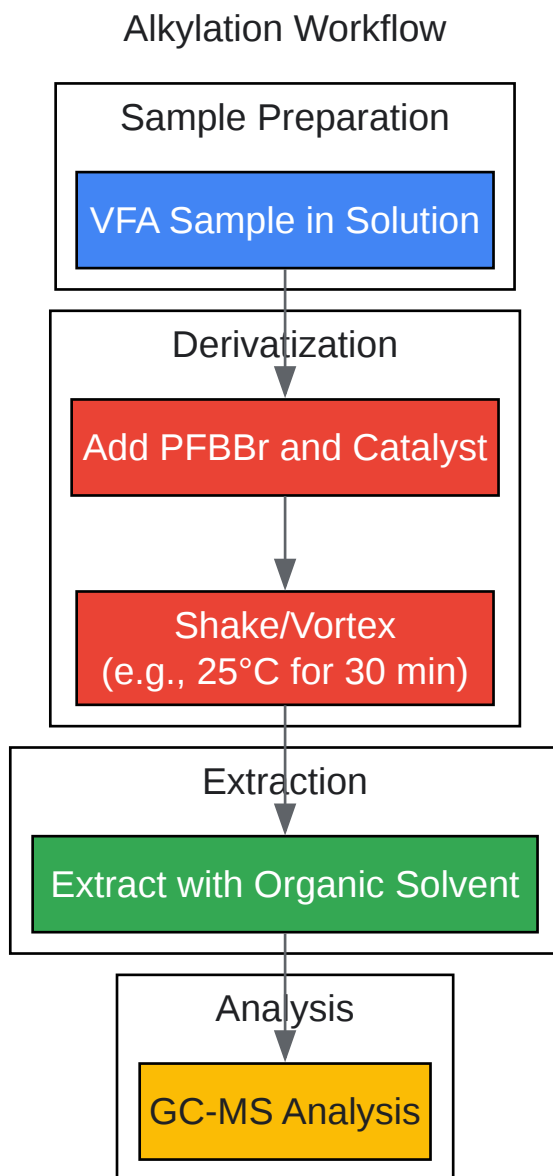 Alkylation Workflow
Sample Preparation
VFA Sample in Solution
Derivatization
Add PFBBr and Catalyst
Shake/Vortex
(e.g., 25°C for 30 min)
Extraction
Extract with Organic Solvent
Analysis
GC-MS Analysis